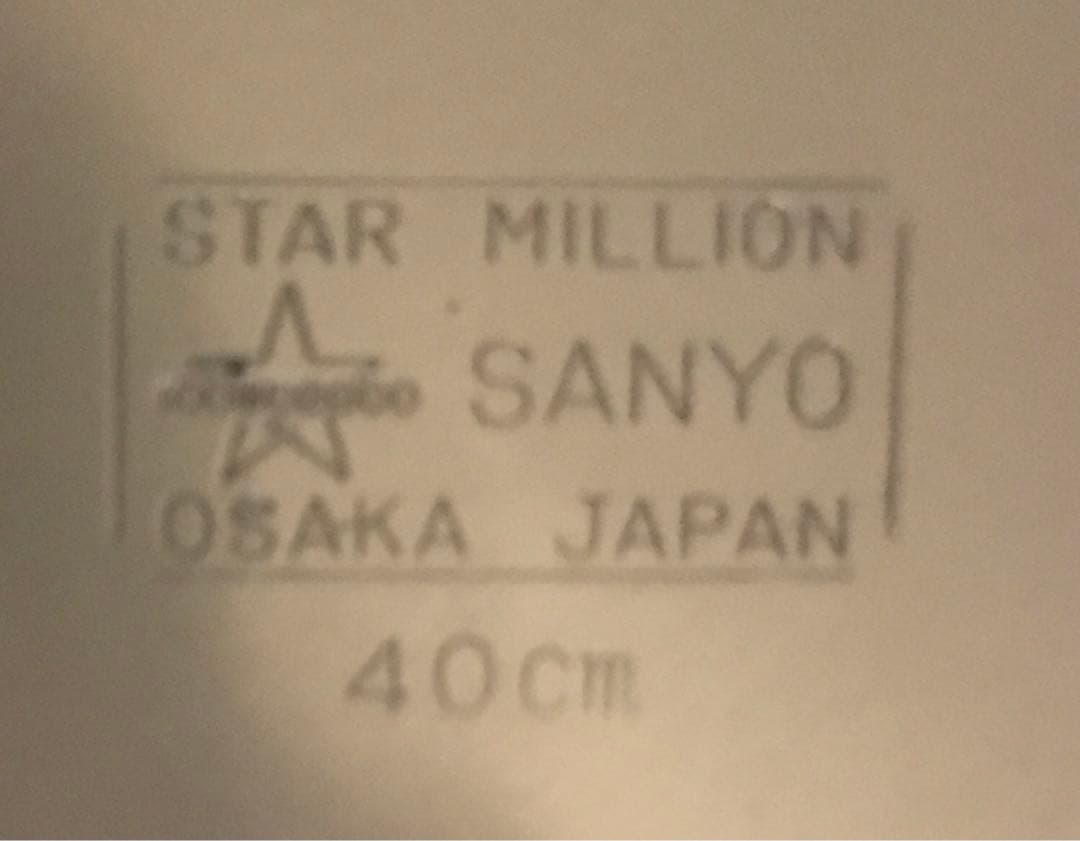 STAR MILLION
SANYO
OSAKA JAPAN
40cm